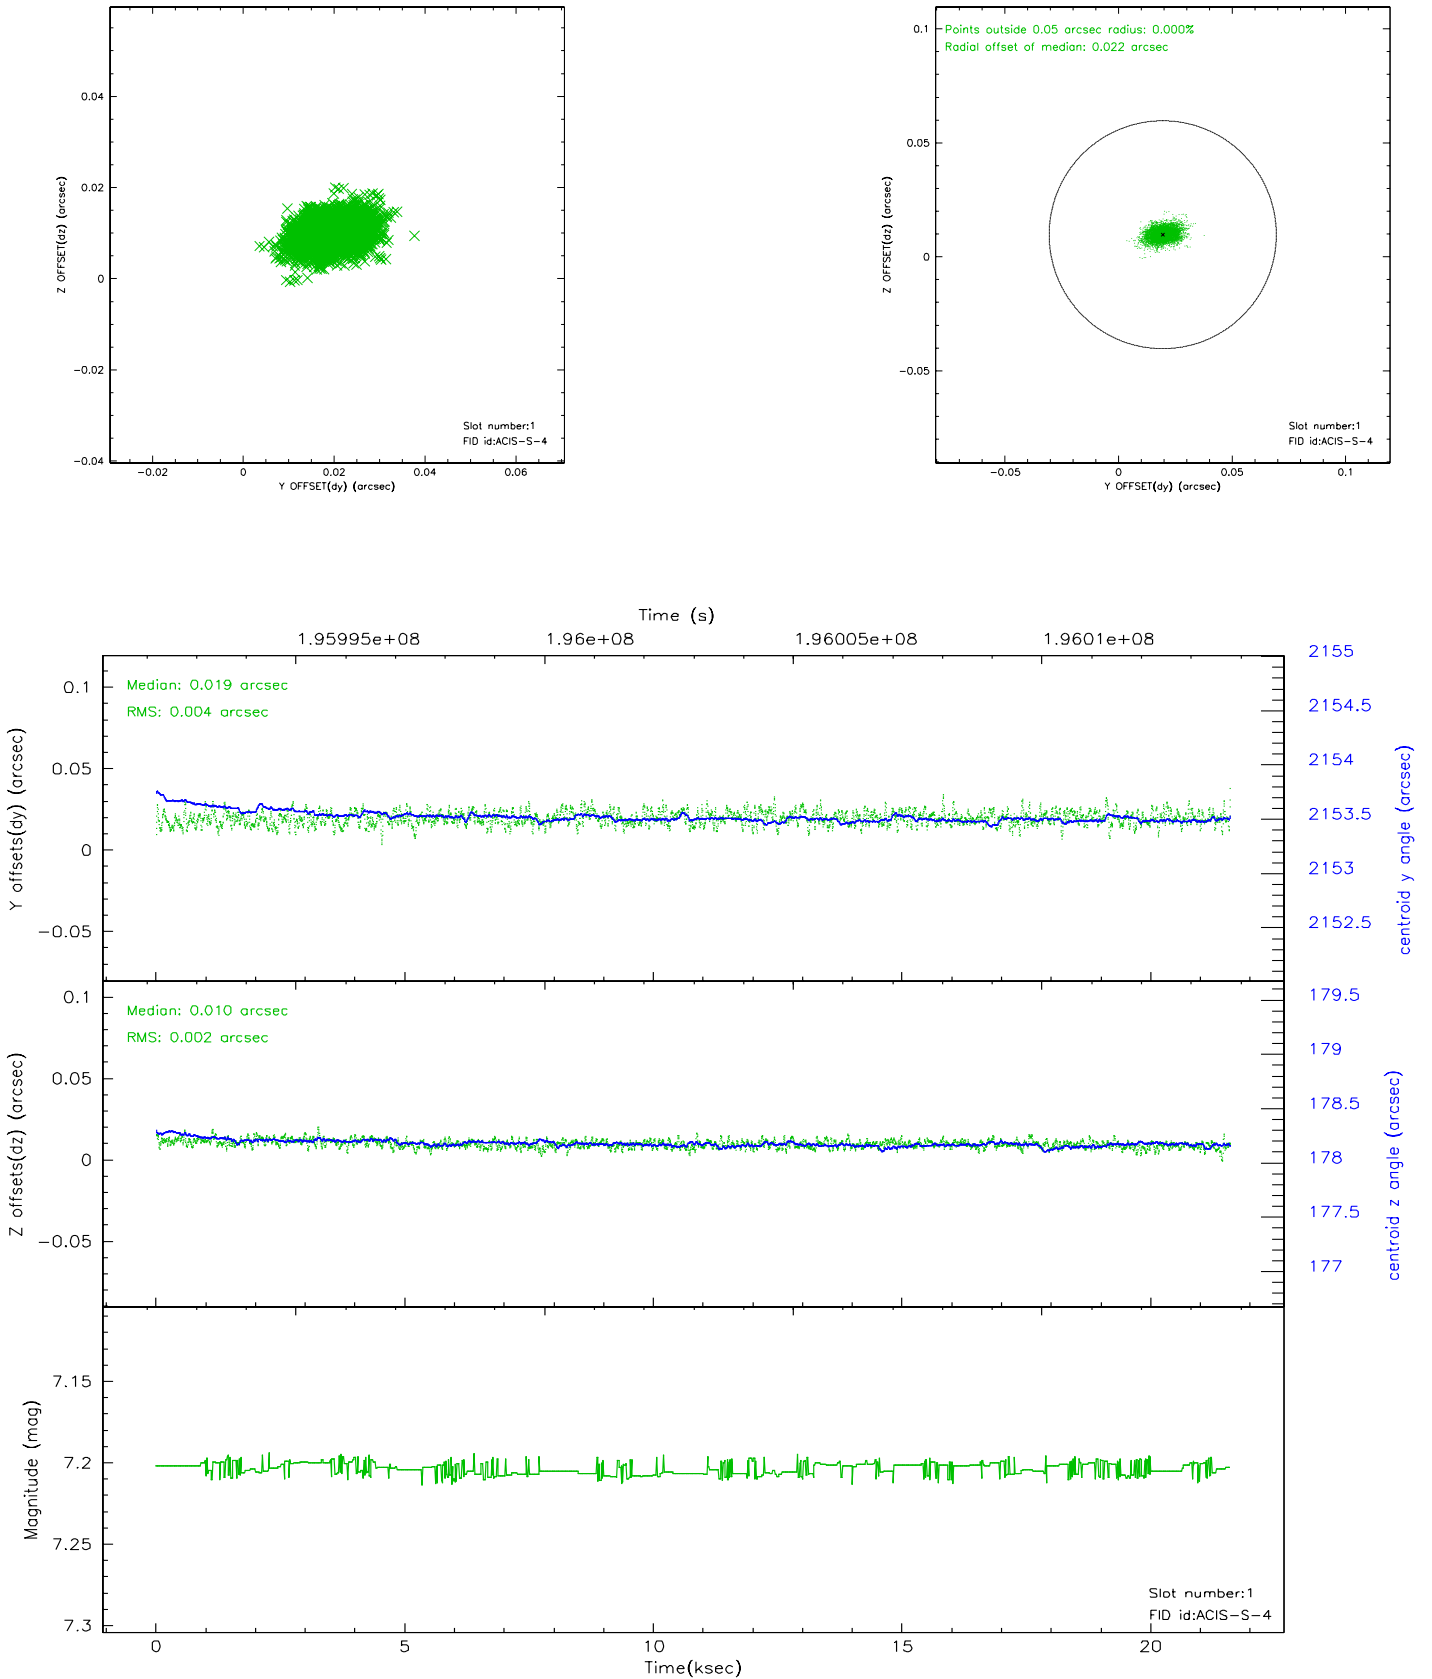 0.04
0.02
0
−0.02
−0.04
Z OFFSET(dz) (arcsec)
−0.02
0
0.02
0.04
0.06
Y OFFSET(dy) (arcsec)
Slot number:1
FID id:ACIS−S−4
Points outside 0.05 arcsec radius: 0.000%
Radial offset of median: 0.022 arcsec
0.1
0.05
0
−0.05
Z OFFSET(dz) (arcsec)
−0.05
0
0.05
0.1
Y OFFSET(dy) (arcsec)
Slot number:1
FID id:ACIS−S−4
Time (s)
1.95995e+08
1.96e+08
1.96005e+08
1.9601e+08
Median: 0.019 arcsec
RMS: 0.004 arcsec
0.1
0.05
0
−0.05
Y offsets(dy) (arcsec)
2155
2154.5
2154
2153.5
2153
2152.5
centroid y angle (arcsec)
Median: 0.010 arcsec
RMS: 0.002 arcsec
0.1
0.05
0
−0.05
Z offsets(dz) (arcsec)
179.5
179
178.5
178
177.5
177
centroid z angle (arcsec)
7.15
7.2
7.25
7.3
Magnitude (mag)
Slot number:1
FID id:ACIS−S−4
0
5
10
15
20
Time(ksec)